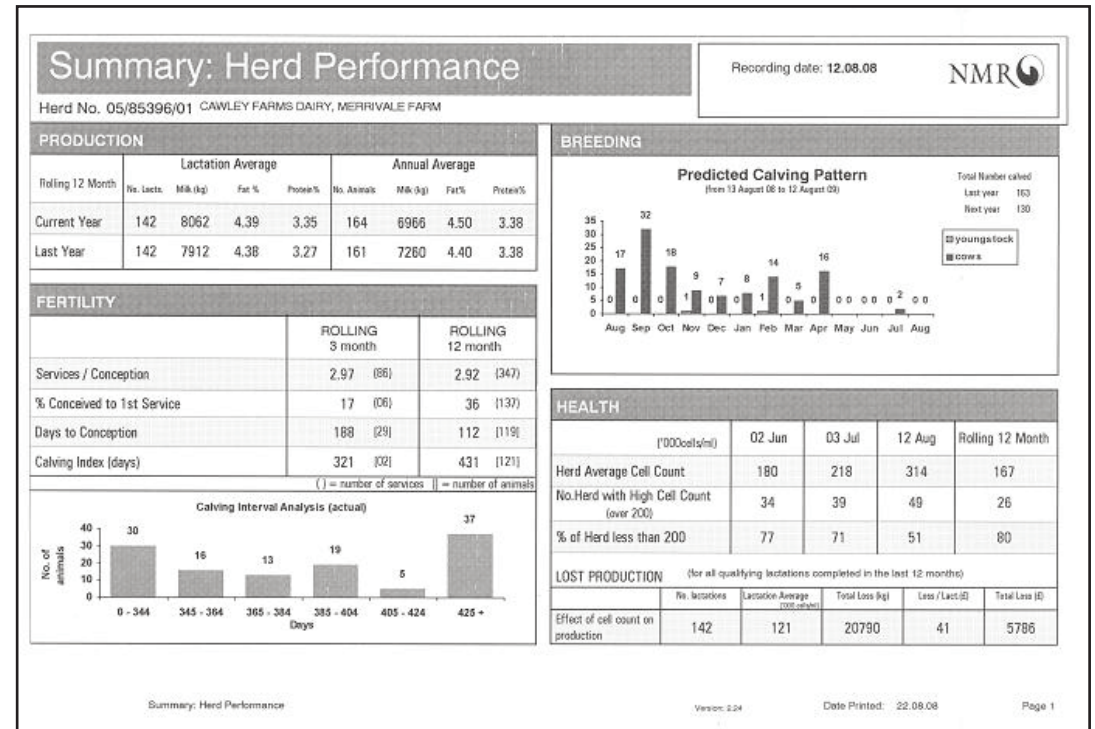 Summary: Herd Performance
Recording date: 12.08.08
NMR
Herd No. 05/85396/01 CAWLEY FARMS DAIRY, MERRIVALE FARM
PRODUCTION
Lactation Average Annual Average
Rolling 12 Month No. Lacts. Milk (kg) Fat % Protein% No. Animals Milk (kg) Fat% Protein%
Current Year 142 8062 4.39 3.35 164 6966 4.50 3.38
Last Year 142 7912 4.38 3.27 161 7260 4.40 3.38
FERTILITY
ROLLING 3 month ROLLING 12 month
Services / Conception 2.97 (86) 2.92 (347)
% Conceived to 1st Service 17 (06) 36 (137)
Days to Conception 188 [29] 112 [119]
Calving Index (days) 321 [02] 431 [121]
( ) = number of services [] = number of animals
Calving Interval Analysis (actual)
No. of animals
40
30
20
10
0
30 16 13 19 5 37
0 - 344 345 - 364 365 - 384 385 - 404 405 - 424 425 +
Days
BREEDING
Predicted Calving Pattern
(from 13 August 08 to 12 August 09)
Total Number calved
Last year 163
Next year 130
youngstock
cows
35
30
25
20
15
10
5
0
0 17 0 32 0 18 1 9 0 7 0 8 1 14 0 5 0 16 0 0 0 0 0 2 0 0
Aug Sep Oct Nov Dec Jan Feb Mar Apr May Jun Jul Aug
HEALTH
('000cells/ml) 02 Jun 03 Jul 12 Aug Rolling 12 Month
Herd Average Cell Count 180 218 314 167
No.Herd with High Cell Count 34 39 49 26
(over 200)
% of Herd less than 200 77 71 51 80
LOST PRODUCTION (for all qualifying lactations completed in the last 12 months)
No. lactations Lactation Average ('000 cells/ml) Total Loss (kg) Loss / Lact.(£) Total Loss (£)
Effect of cell count on production 142 121 20790 41 5786
Summary: Herd Performance Version: 2.24 Date Printed: 22.08.08 Page 1